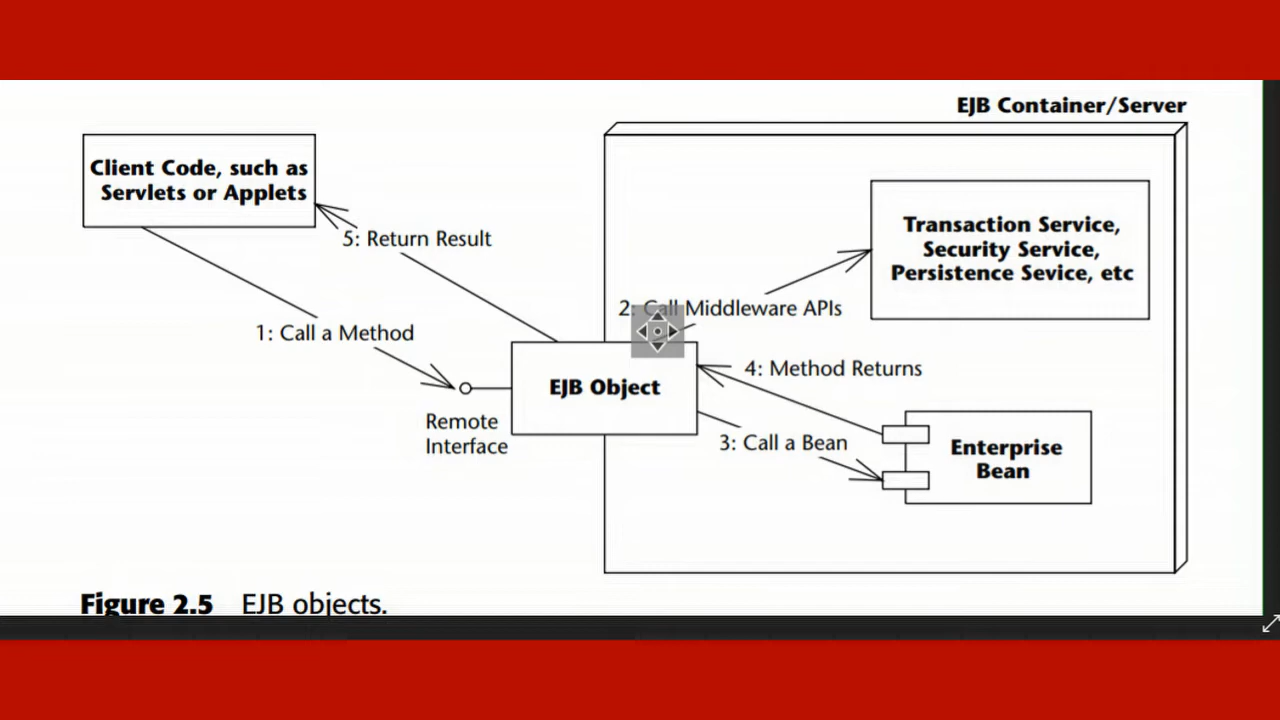 EJB Container/Server
Client Code, such as
Servlets or Applets
Transaction Service,
Security Service,
Persistence Sevice, etc
5: Return Result
2: Call Middleware APIs
1: Call a Method
EJB Object
4: Method Returns
Remote
Interface
3: Call a Bean
Enterprise
Bean
Figure 2.5 EJB objects.